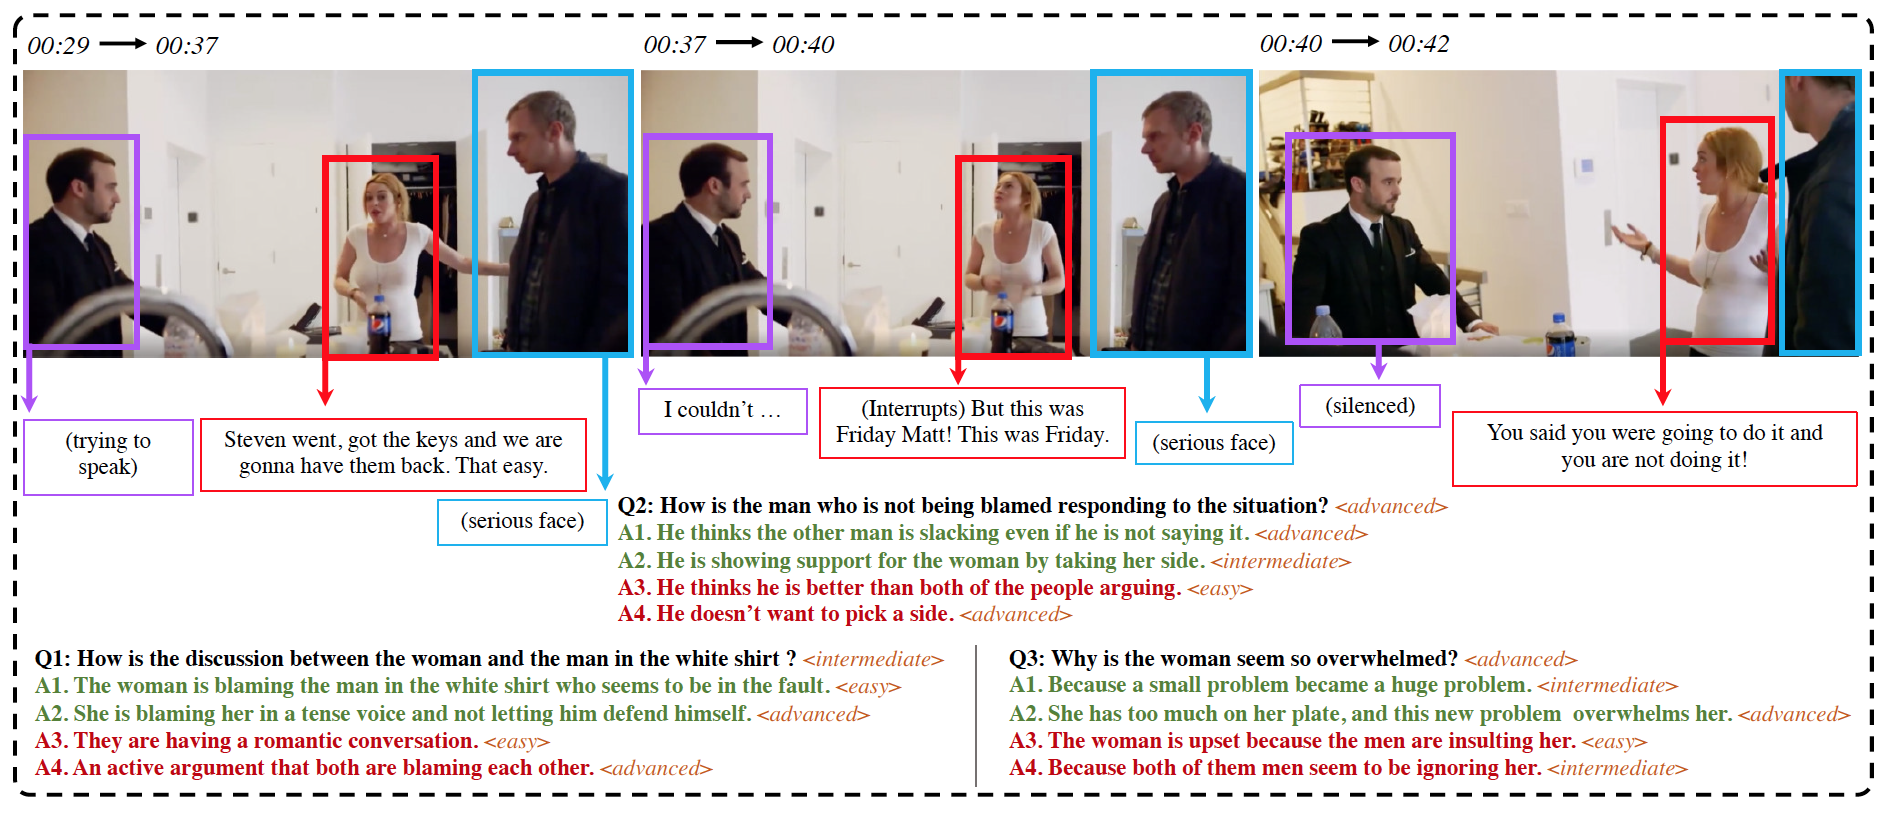 00:29 → 00:37
00:37 → 00:40
00:40 → 00:42
(trying to
speak)
Steven went, got the keys and we are
gonna have them back. That easy.
(serious face)
I couldn't …
(Interrupts) But this was
Friday Matt! This was Friday.
(serious face)
(silenced)
You said you were going to do it and
you are not doing it!
Q2: How is the man who is not being blamed responding to the situation? <advanced>
A1. He thinks the other man is slacking even if he is not saying it. <advanced>
A2. He is showing support for the woman by taking her side. <intermediate>
A3. He thinks he is better than both of the people arguing. <easy>
A4. He doesn't want to pick a side. <advanced>
Q1: How is the discussion between the woman and the man in the white shirt ? <intermediate>
A1. The woman is blaming the man in the white shirt who seems to be in the fault. <easy>
A2. She is blaming her in a tense voice and not letting him defend himself. <advanced>
A3. They are having a romantic conversation. <easy>
A4. An active argument that both are blaming each other. <advanced>
Q3: Why is the woman seem so overwhelmed? <advanced>
A1. Because a small problem became a huge problem. <intermediate>
A2. She has too much on her plate, and this new problem  overwhelms her. <advanced>
A3. The woman is upset because the men are insulting her. <easy>
A4. Because both of them men seem to be ignoring her. <intermediate>